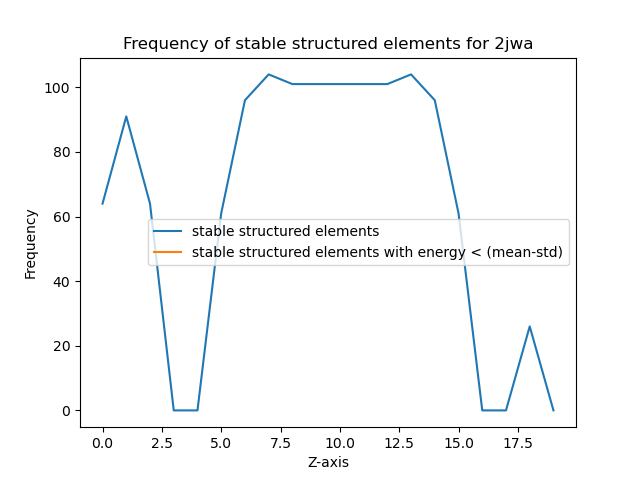 Frequency of stable structured elements for 2jwa
100
80
60
40
20
0
Frequency
stable structured elements
stable structured elements with energy < (mean-std)
0.0 2.5 5.0 7.5 10.0 12.5 15.0 17.5
Z-axis